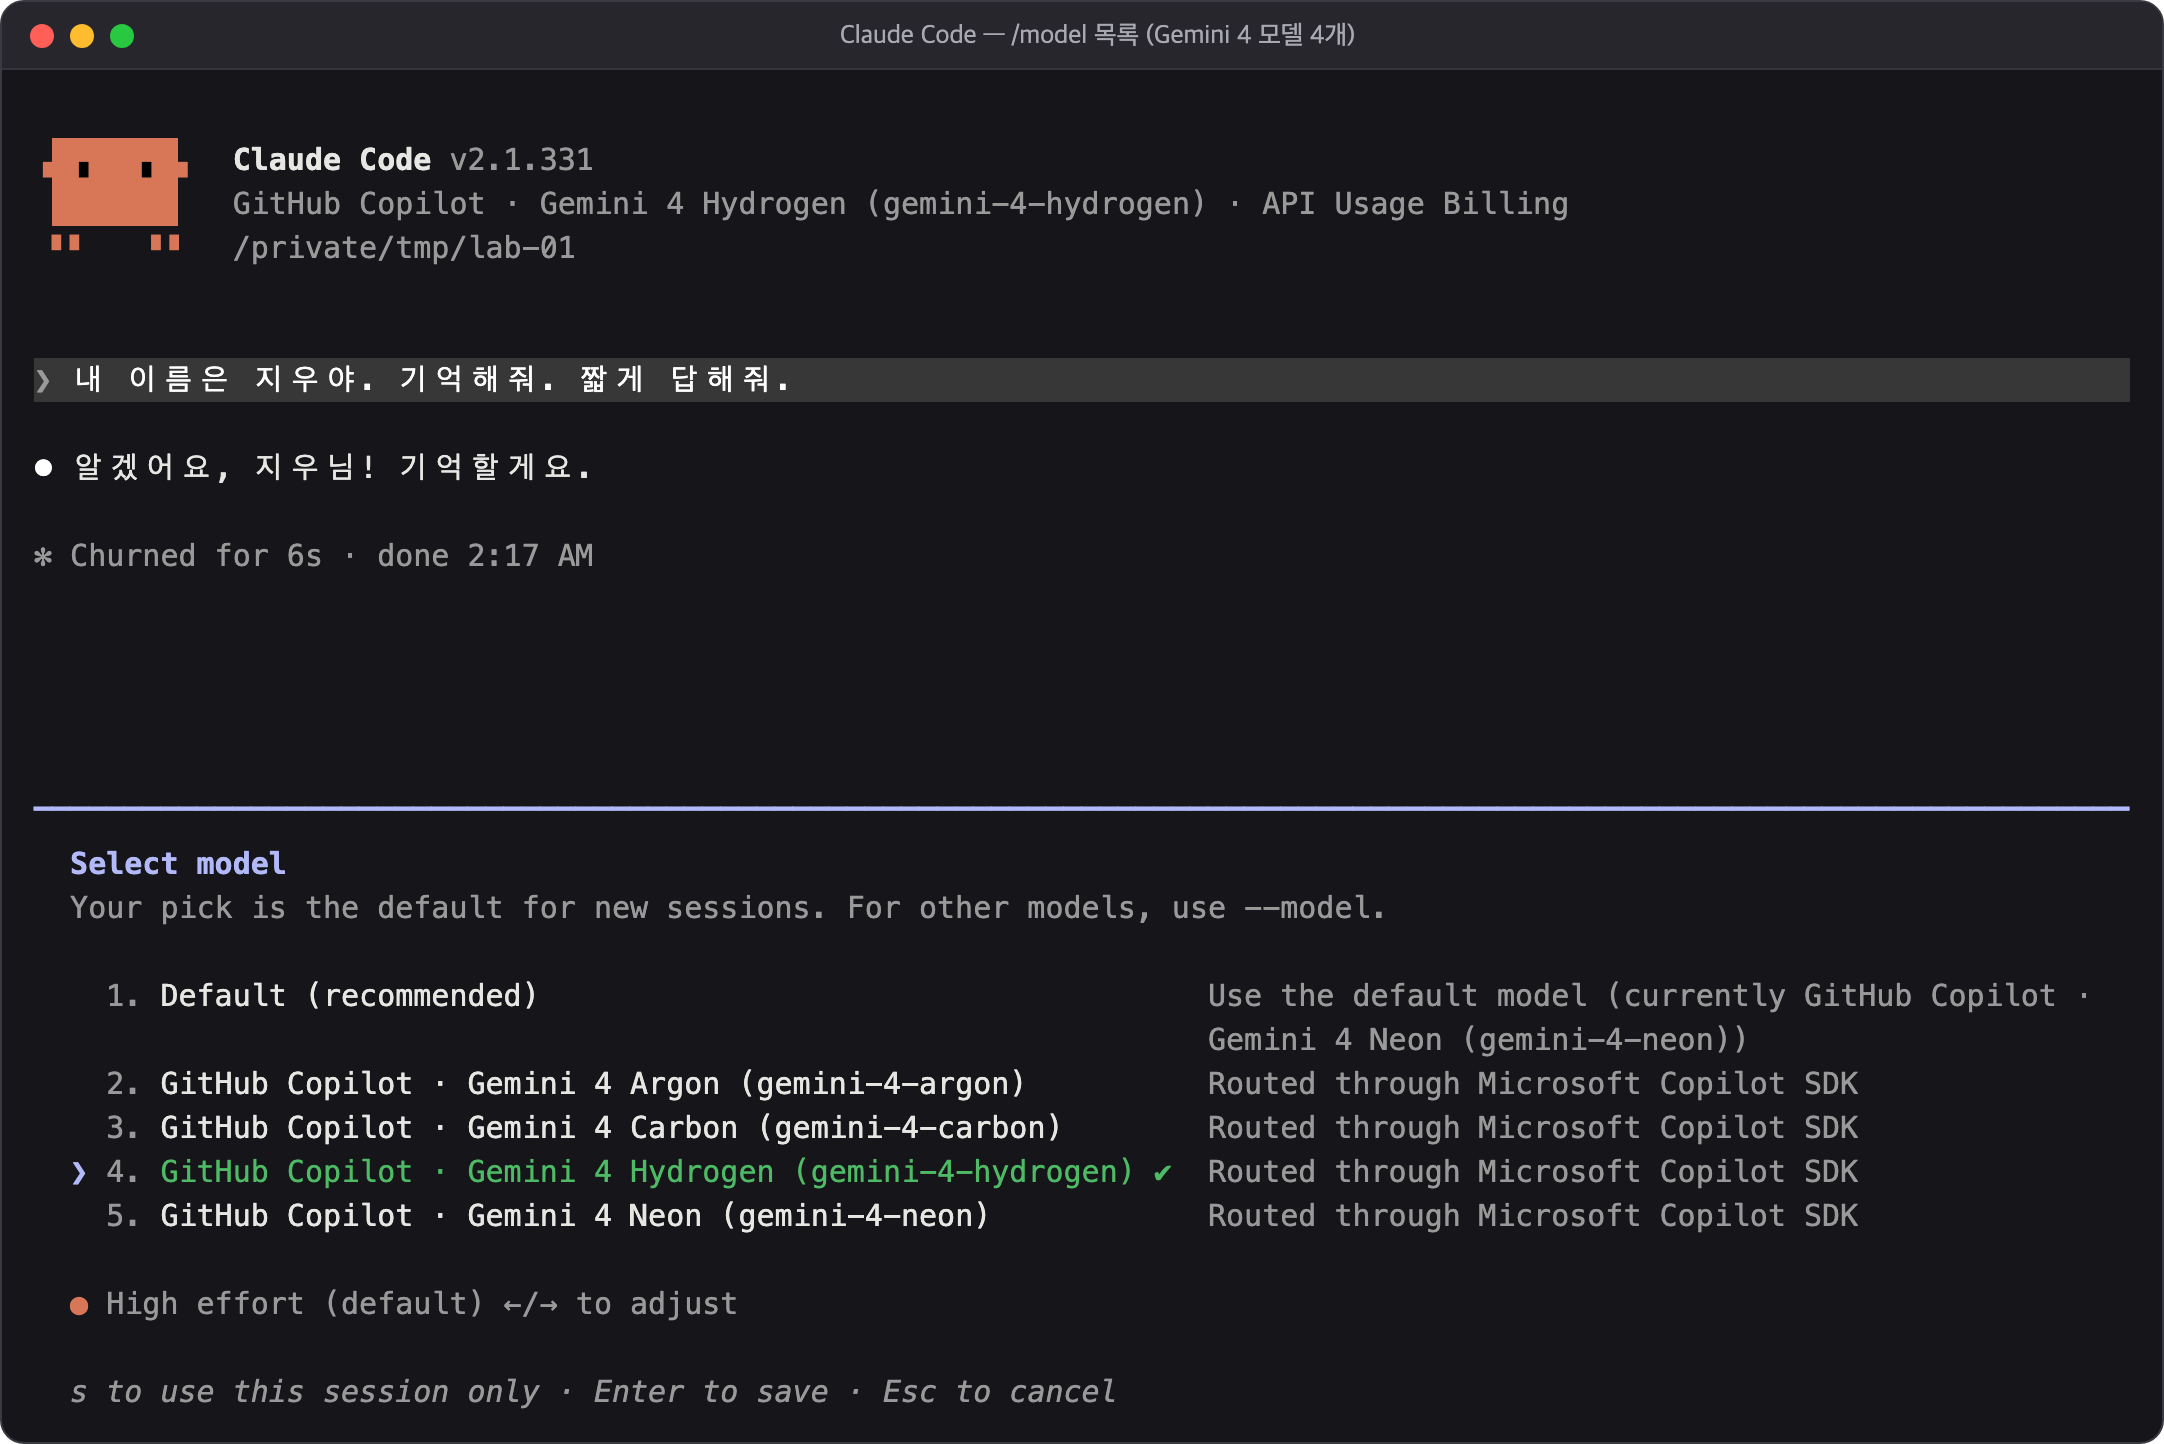 Claude Code — /model 목록 (Gemini 4 모델 4개)
Claude Code v2.1.331
GitHub Copilot · Gemini 4 Hydrogen (gemini-4-hydrogen) · API Usage Billing
/private/tmp/lab-01
❯ 내 이름은 지우야. 기억해줘. 짧게 답해줘.
● 알겠어요, 지우님! 기억할게요.
✻ Churned for 6s · done 2:17 AM
Select model
Your pick is the default for new sessions. For other models, use --model.
1. Default (recommended) Use the default model (currently GitHub Copilot ·
Gemini 4 Neon (gemini-4-neon))
2. GitHub Copilot · Gemini 4 Argon (gemini-4-argon) Routed through Microsoft Copilot SDK
3. GitHub Copilot · Gemini 4 Carbon (gemini-4-carbon) Routed through Microsoft Copilot SDK
❯ 4. GitHub Copilot · Gemini 4 Hydrogen (gemini-4-hydrogen) ✔ Routed through Microsoft Copilot SDK
5. GitHub Copilot · Gemini 4 Neon (gemini-4-neon) Routed through Microsoft Copilot SDK
● High effort (default) ←/→ to adjust
s to use this session only · Enter to save · Esc to cancel